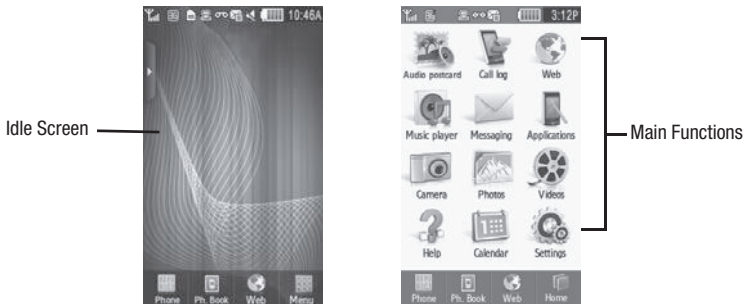 10:46A
Idle Screen
Phone Ph. Book Web Menu
3:12P
Audio postcard Call log Web
Music player Messaging Applications
Camera Photos Videos
Help Calendar Settings
Phone Ph. Book Web Home
Main Functions